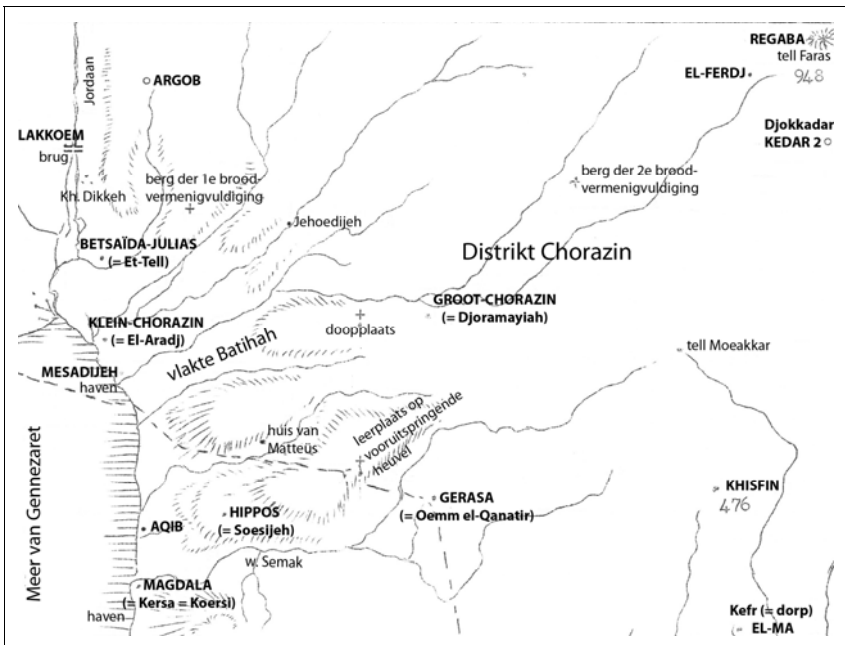 REGABA
tell Faras
948
EL-FERDJ
Jordaan
ARGOB
Djokkadar
KEDAR 2
LAKKOEM
brug
Kh. Dikkeh
berg der 1e brood-
vermenigvuldiging
berg der 2e brood-
vermenigvuldiging
Jehoedijeh
BETSAÏDA-JULIAS
(= Et-Tell)
Distrikt Chorazin
GROOT-CHORAZIN
(= Djoramayiah)
KLEIN-CHORAZIN
(= El-Aradj)
doopplaats
vlakte Batihah
tell Moeakkar
MESADIJEH
haven
leerplaats op
vooruitspringende
heuvel
huis van
Matteüs
Meer van Gennezaret
KHISFIN
476
GERASA
(= Oemm el-Qanatir)
HIPPOS
(= Soesijeh)
AQIB
w. Semak
MAGDALA
(= Kersa = Koersi)
haven
Kefr (= dorp)
EL-MA